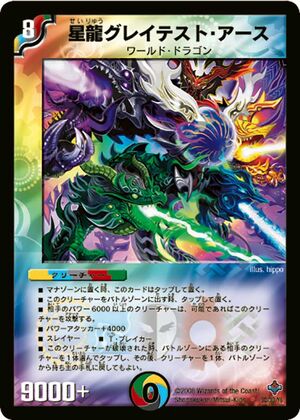 8
せいりゅう
星龍グレイテスト・アース
ワールド・ドラゴン
illus. hippo
クリーチャー
■ マナゾーンに置く時、このカードはタップして置く。
■ このクリーチャーをバトルゾーンに出す時、タップして置く。
■ 相手のパワー6000以上のクリーチャーは、可能であればこのクリーチャーを攻撃する。
■ パワーアタッカー+4000
■ スレイヤー ■ T・ブレイカー
■ このクリーチャーが破壊された時、バトルゾーンにある相手のクリーチャーを1体選んでタップし、その後、クリーチャーを1体、バトルゾーンから持ち主の手札に戻してもよい。
9000+
0
©2008 Wizards of the Coast/
Shogakukan/Mitsui-Kids